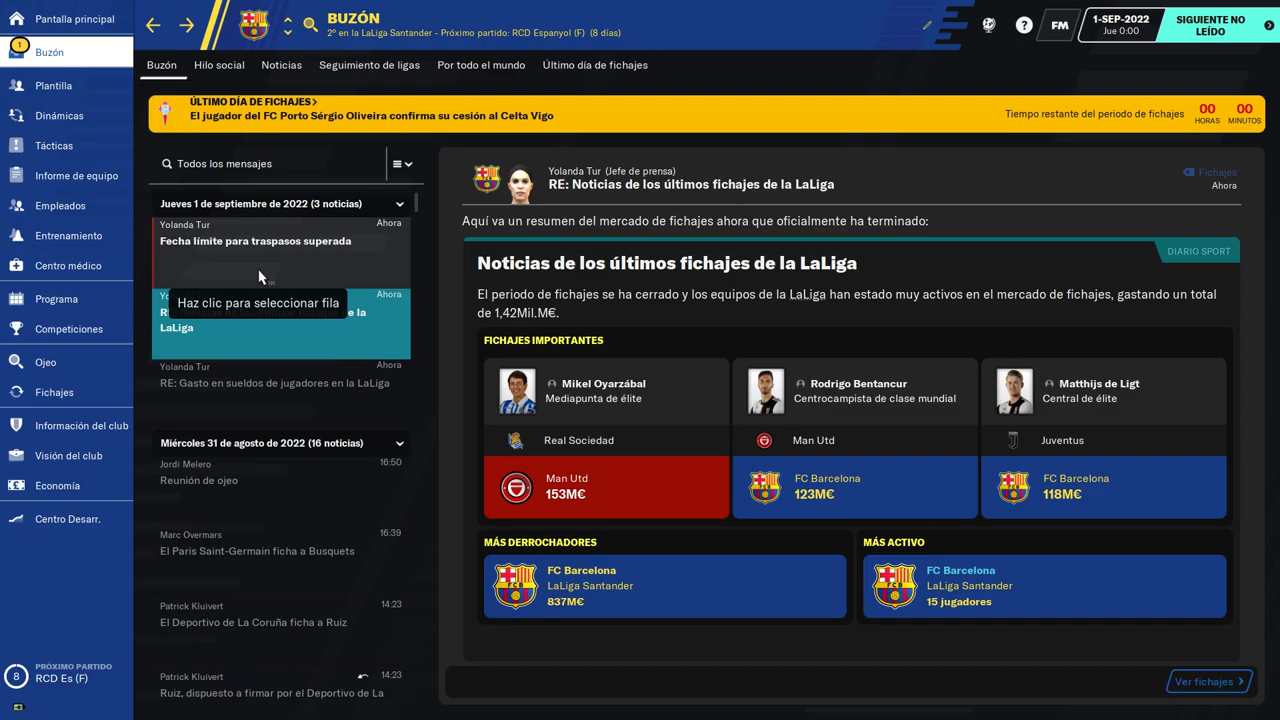 Pantalla principal
1
Buzón
Plantilla
Dinámicas
Tácticas
Informe de equipo
Empleados
Entrenamiento
Centro médico
Programa
Competiciones
Ojeo
Fichajes
Información del club
Visión del club
Economía
Centro Desarr.
8
PRÓXIMO PARTIDO
RCD Es (F)
BUZÓN
2º en la LaLiga Santander - Próximo partido: RCD Espanyol (F) (8 días)
FM
1-SEP-2022
Jue 0:00
SIGUIENTE NO
LEÍDO
Buzón
Hilo social
Noticias
Seguimiento de ligas
Por todo el mundo
Último día de fichajes
ÚLTIMO DÍA DE FICHAJES>
El jugador del FC Porto Sérgio Oliveira confirma su cesión al Celta Vigo
Tiempo restante del periodo de fichajes
00 00
HORAS MINUTOS
Todos los mensajes
Jueves 1 de septiembre de 2022 (3 noticias)
Yolanda Tur Ahora
Fecha límite para traspasos superada
Haz clic para seleccionar fila
Ahora
LaLiga
Yolanda Tur Ahora
RE: Gasto en sueldos de jugadores en la LaLiga
Miércoles 31 de agosto de 2022 (16 noticias)
Jordi Melero 16:50
Reunión de ojeo
Marc Overmars 16:39
El Paris Saint-Germain ficha a Busquets
Patrick Kluivert 14:23
El Deportivo de La Coruña ficha a Ruiz
Patrick Kluivert 14:23
Ruiz, dispuesto a firmar por el Deportivo de La
Yolanda Tur (Jefe de prensa)
RE: Noticias de los últimos fichajes de la LaLiga
Fichajes
Ahora
Aquí va un resumen del mercado de fichajes ahora que oficialmente ha terminado:
DIARIO SPORT
Noticias de los últimos fichajes de la LaLiga
El periodo de fichajes se ha cerrado y los equipos de la LaLiga han estado muy activos en el mercado de fichajes, gastando un total
de 1,42Mil.M€.
FICHAJES IMPORTANTES
Mikel Oyarzábal
Mediapunta de élite
Real Sociedad
Man Utd
153M€
Rodrigo Bentancur
Centrocampista de clase mundial
Man Utd
FC Barcelona
123M€
Matthijs de Ligt
Central de élite
Juventus
FC Barcelona
118M€
MÁS DERROCHADORES
FC Barcelona
LaLiga Santander
837M€
MÁS ACTIVO
FC Barcelona
LaLiga Santander
15 jugadores
Ver fichajes